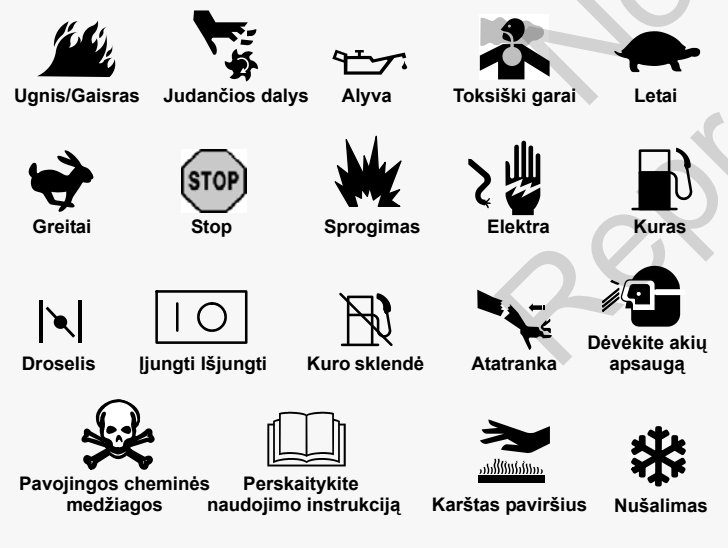 Ugnis/Gaisras
Judančios dalys
Alyva
Toksiški garai
Letai
Greitai
STOP
Stop
Sprogimas
Elektra
Kuras
Droselis
Įjungti Išjungti
Kuro sklendė
Atatranka
Dėvėkite akių
apsaugą
Pavojingos cheminės
medžiagos
Perskaitykite
naudojimo instrukciją
Karštas paviršius
Nušalimas